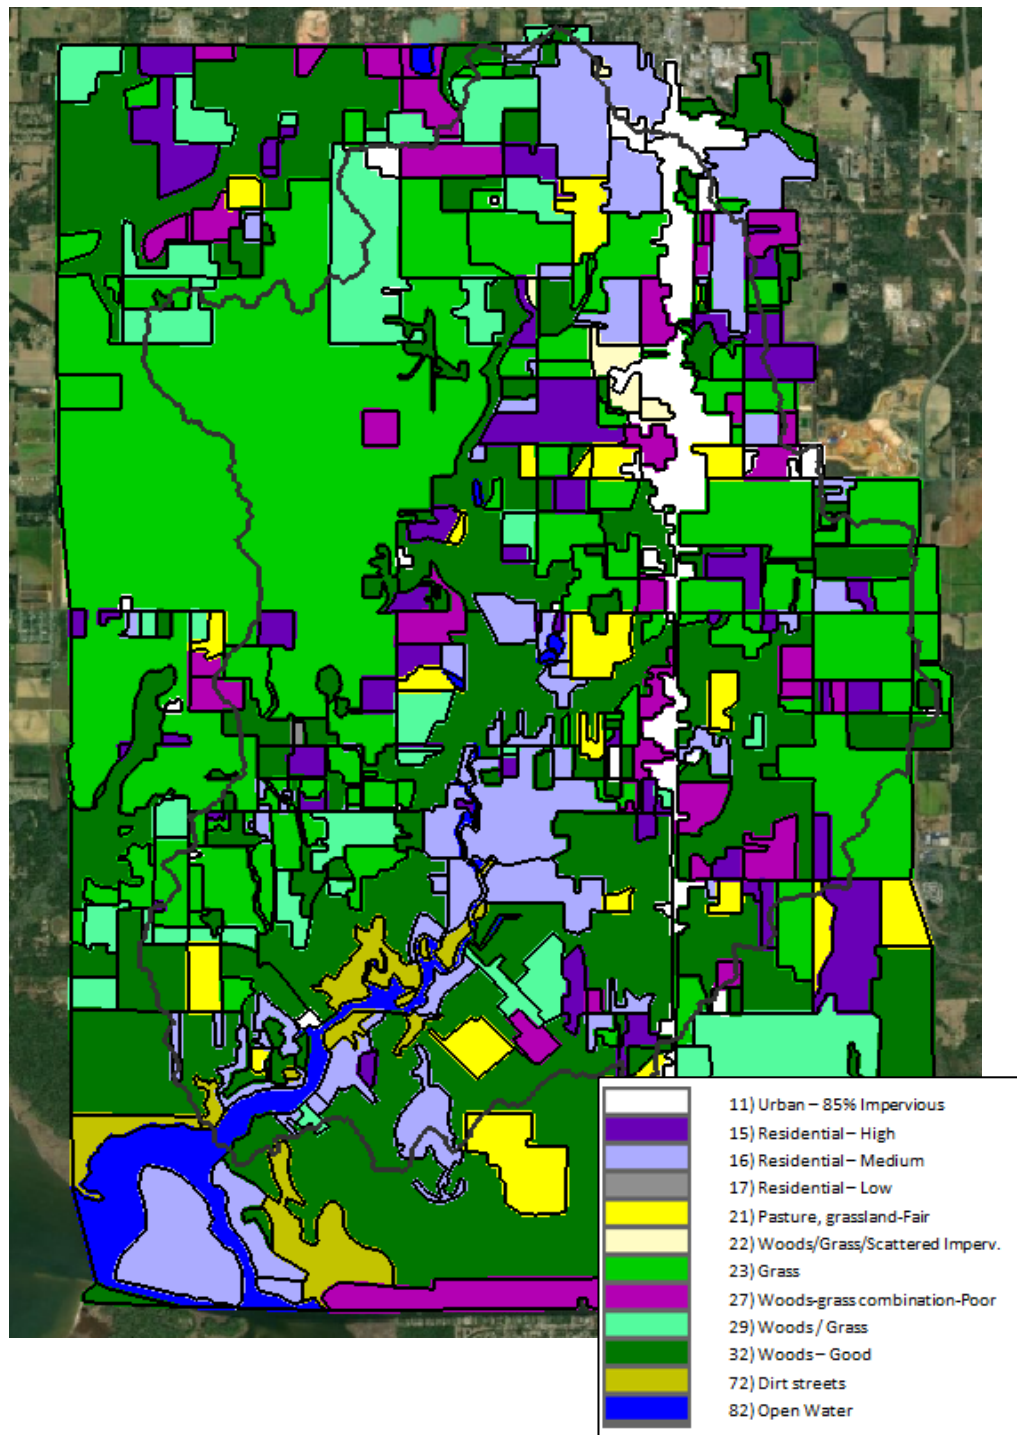 11) Urban – 85% Impervious
15) Residential – High
16) Residential – Medium
17) Residential – Low
21) Pasture, grassland-Fair
22) Woods/Grass/Scattered Imperv.
23) Grass
27) Woods-grass combination-Poor
29) Woods / Grass
32) Woods – Good
72) Dirt streets
82) Open Water